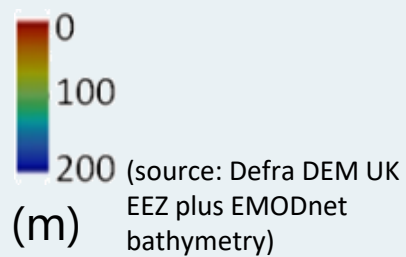 0
100
200
(m)
(source: Defra DEM UK
EEZ plus EMODnet
bathymetry)